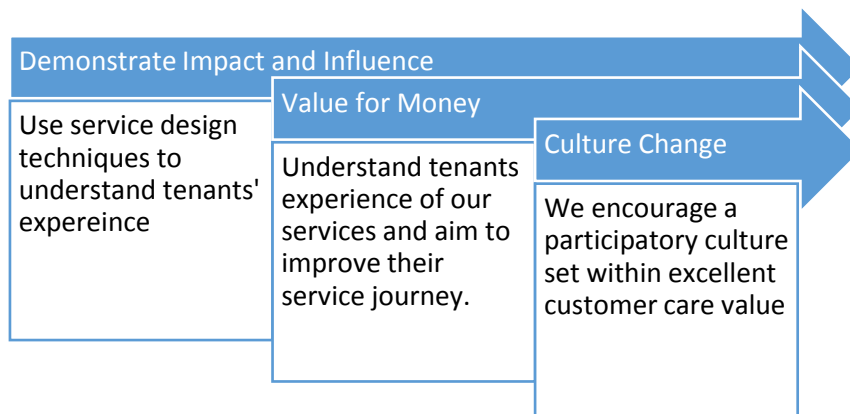 Demonstrate Impact and Influence
Use service design
techniques to
understand tenants'
expereince
Value for Money
Understand tenants
experience of our
services and aim to
improve their
service journey.
Culture Change
We encourage a
participatory culture
set within excellent
customer care value